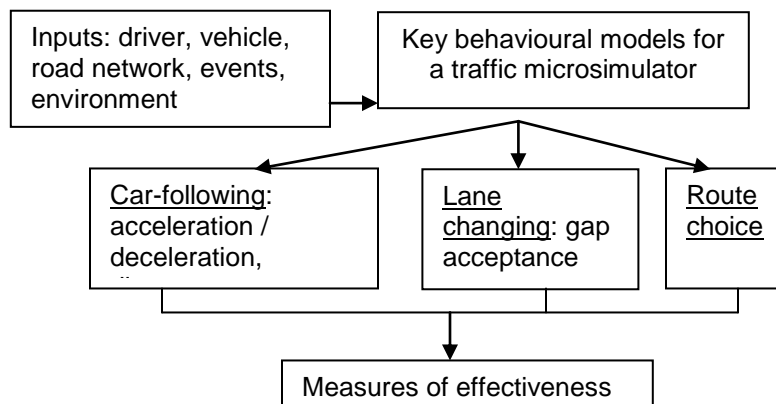 Inputs: driver, vehicle,
road network, events,
environment
Key behavioural models for
a traffic microsimulator
Car-following:
acceleration /
deceleration,
Lane
changing: gap
acceptance
Route
choice
Measures of effectiveness